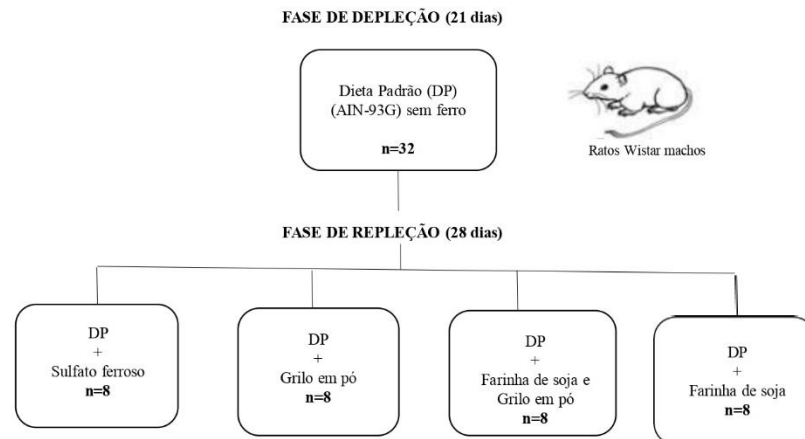 FASE DE DEPLEÇÃO (21 dias)
Dieta Padrão (DP)
(AIN-93G) sem ferro
n=32
Ratos Wistar machos
FASE DE REPLEÇÃO (28 dias)
DP
+
Sulfato ferroso
n=8
DP
+
Grilo em pó
n=8
DP
+
Farinha de soja e
Grilo em pó
n=8
DP
+
Farinha de soja
n=8